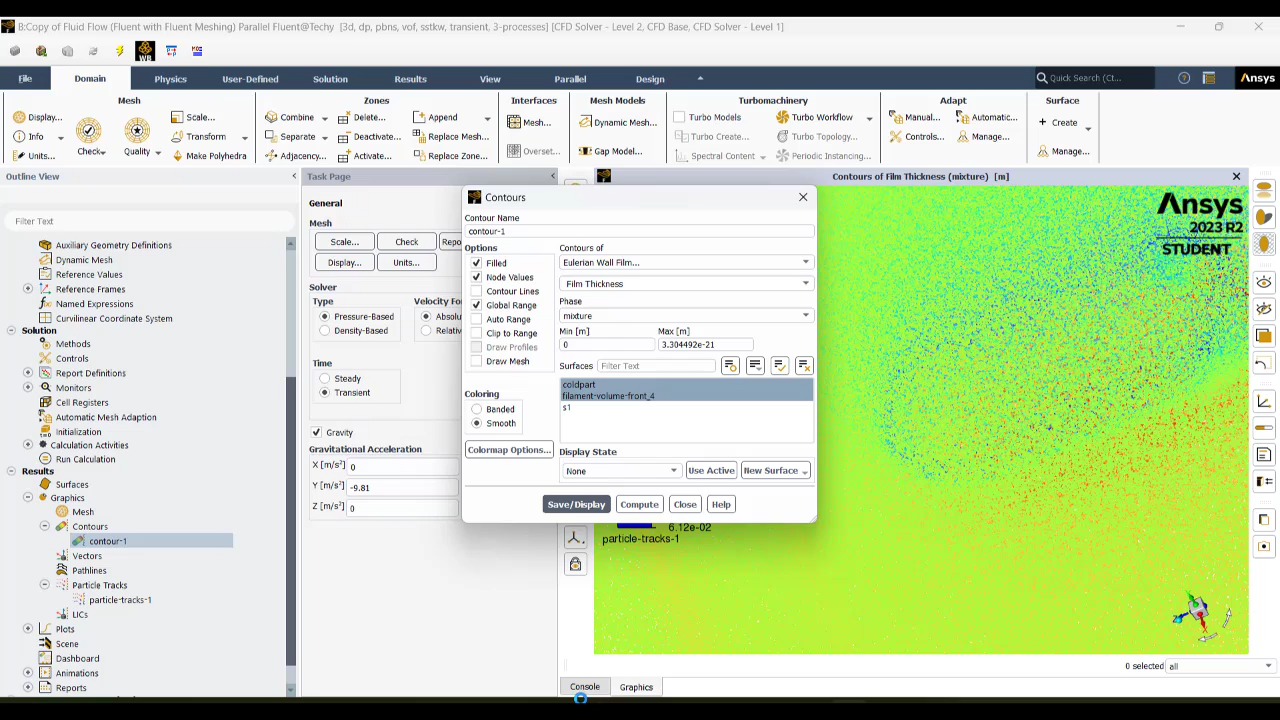 8:Copy of Fluid Flow (Fluent with Fluent Meshing) Parallel Fluent@Techy [3d, dp, pbns, vof, sstkw, transient, 3-processes] [CFD Solver - Level 2, CFD Base, CFD Solver - Level 1]
WB
File Domain Physics User-Defined Solution Results View Parallel Design Quick Search (Ct... Ansys
Mesh Zones Interfaces Mesh Models Turbomachinery Adapt Surface
Display... Scale... Combine Delete... Append Mesh... Dynamic Mesh... Turbo Models Turbo Workflow Manual... Automatic... Create
Info Check Quality Transform Separate Deactivate... Replace Mesh... Turbo Create... Turbo Topology... Controls... Manage...
Units... Make Polyhedra Adjacency... Activate... Replace Zone... Overset... Gap Model... Spectral Content Periodic Instancing... Manage...
Outline View
Filter Text
Auxiliary Geometry Definitions
Dynamic Mesh
Reference Values
Reference Frames
Named Expressions
Curvilinear Coordinate System
Solution
Methods
Controls
Report Definitions
Monitors
Cell Registers
Automatic Mesh Adaption
Initialization
Calculation Activities
Run Calculation
Results
Surfaces
Graphics
Mesh
Contours
contour-1
Vectors
Pathlines
Particle Tracks
particle-tracks-1
LICs
Plots
Scene
Dashboard
Animations
Reports
Task Page
General
Mesh
Scale... Check Repo
Display... Units...
Solver
Type Velocity Fo
Pressure-Based Absolu
Density-Based Relativ
Time
Steady
Transient
Gravity
Gravitational Acceleration
X [m/s²] 0
Y [m/s²] -9.81
Z [m/s²] 0
Contours
Contour Name
contour-1
Options
Filled
Node Values
Contour Lines
Global Range
Auto Range
Clip to Range
Draw Profiles
Draw Mesh
Coloring
Banded
Smooth
Colormap Options...
Contours of
Eulerian Wall Film...
Film Thickness
Phase
mixture
Min [m] Max [m]
0 3.304492e-21
Surfaces Filter Text
coldpart
filament-volume-front_4
s1
Display State
None Use Active New Surface
Save/Display Compute Close Help
Contours of Film Thickness (mixture) [m]
Ansys
2023 R2
STUDENT
6.12e-02
particle-tracks-1
0 selected all
Console Graphics